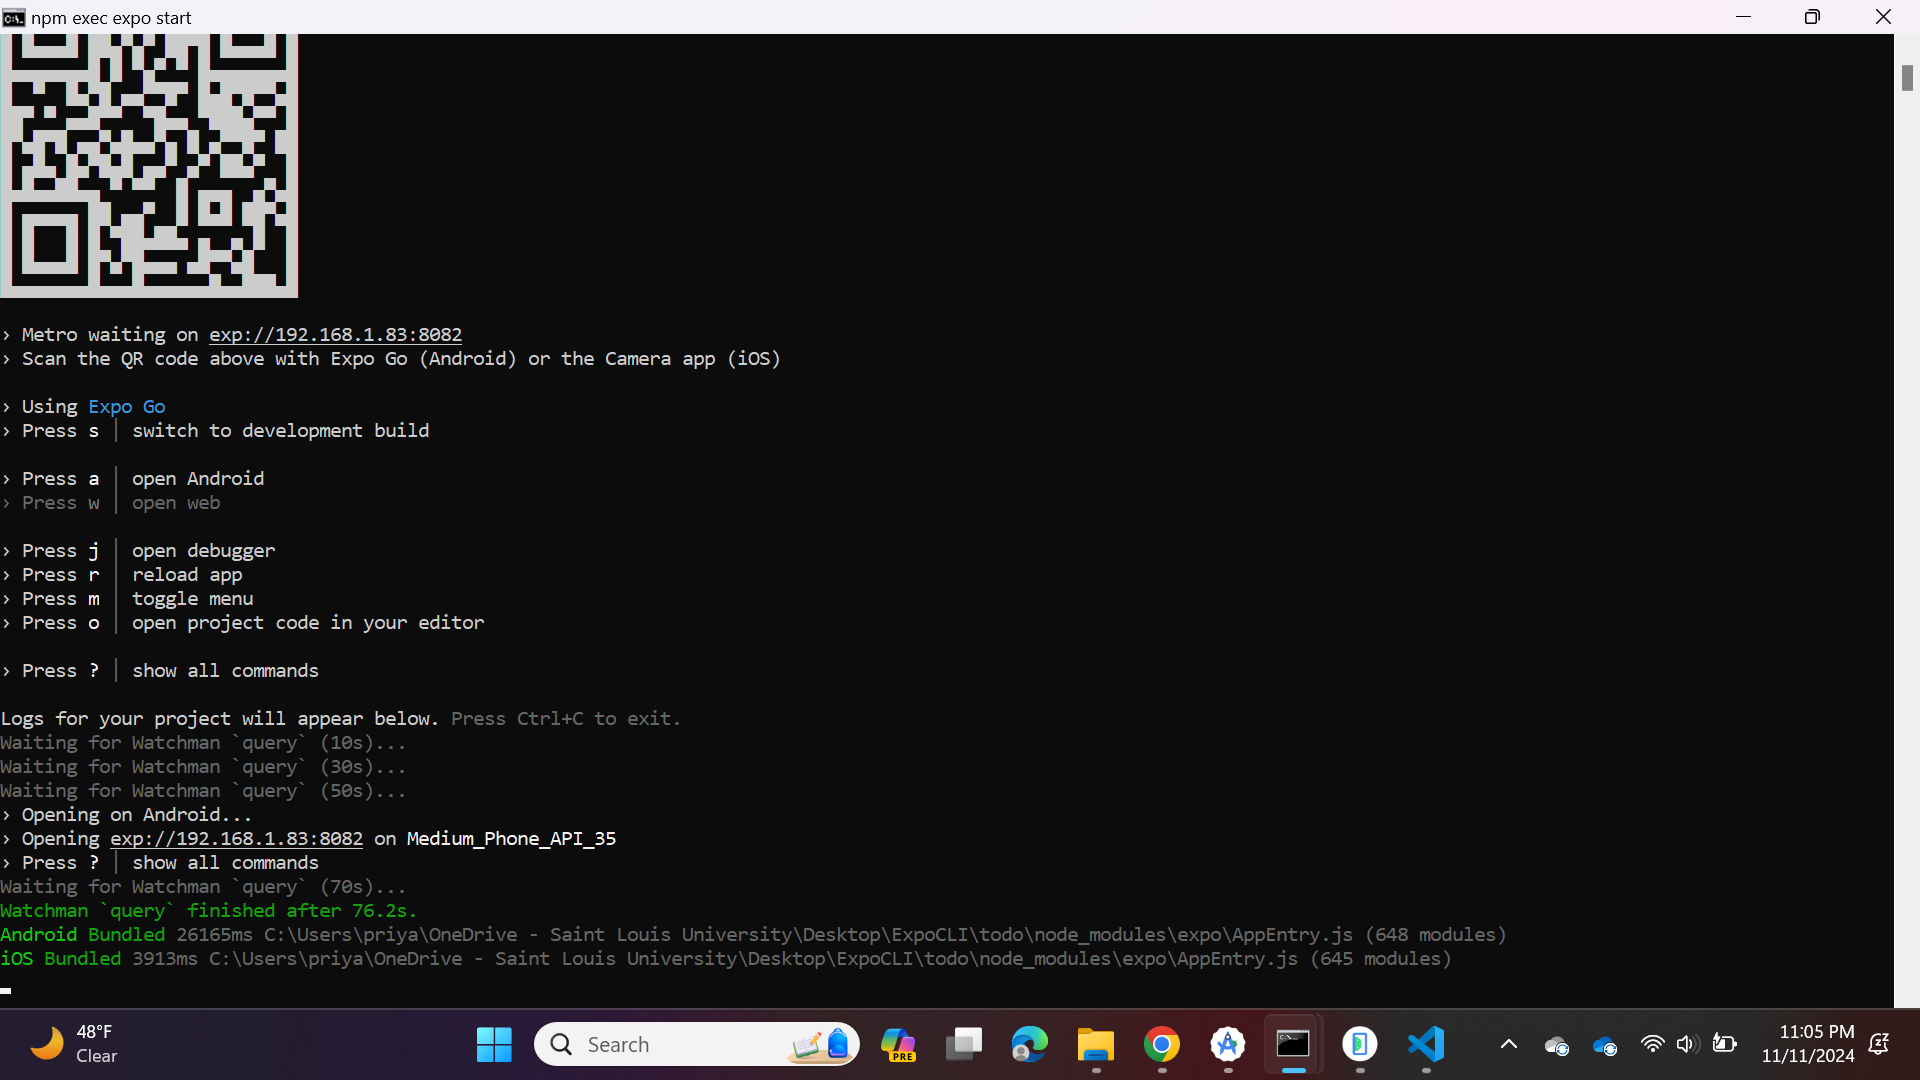 npm exec expo start
› Metro waiting on exp://192.168.1.83:8082
› Scan the QR code above with Expo Go (Android) or the Camera app (iOS)
› Using Expo Go
› Press s │ switch to development build
› Press a │ open Android
› Press w │ open web
› Press j │ open debugger
› Press r │ reload app
› Press m │ toggle menu
› Press o │ open project code in your editor
› Press ? │ show all commands
Logs for your project will appear below. Press Ctrl+C to exit.
Waiting for Watchman `query` (10s)...
Waiting for Watchman `query` (30s)...
Waiting for Watchman `query` (50s)...
› Opening on Android...
› Opening exp://192.168.1.83:8082 on Medium_Phone_API_35
› Press ? │ show all commands
Waiting for Watchman `query` (70s)...
Watchman `query` finished after 76.2s.
Android Bundled 26165ms C:\Users\priya\OneDrive - Saint Louis University\Desktop\ExpoCLI\todo\node_modules\expo\AppEntry.js (648 modules)
iOS Bundled 3913ms C:\Users\priya\OneDrive - Saint Louis University\Desktop\ExpoCLI\todo\node_modules\expo\AppEntry.js (645 modules)
48°F
Clear
Search
PRE
11:05 PM
11/11/2024